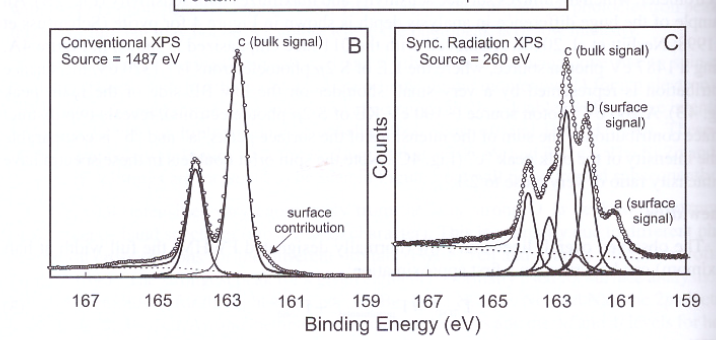 Conventional XPS
Source = 1487 eV
c (bulk signal)
B
surface
contribution
167
165
163
161
159
Sync. Radiation XPS
Source = 260 eV
c (bulk signal)
C
b (surface
signal)
a (surface
signal)
Counts
167
165
163
161
159
Binding Energy (eV)